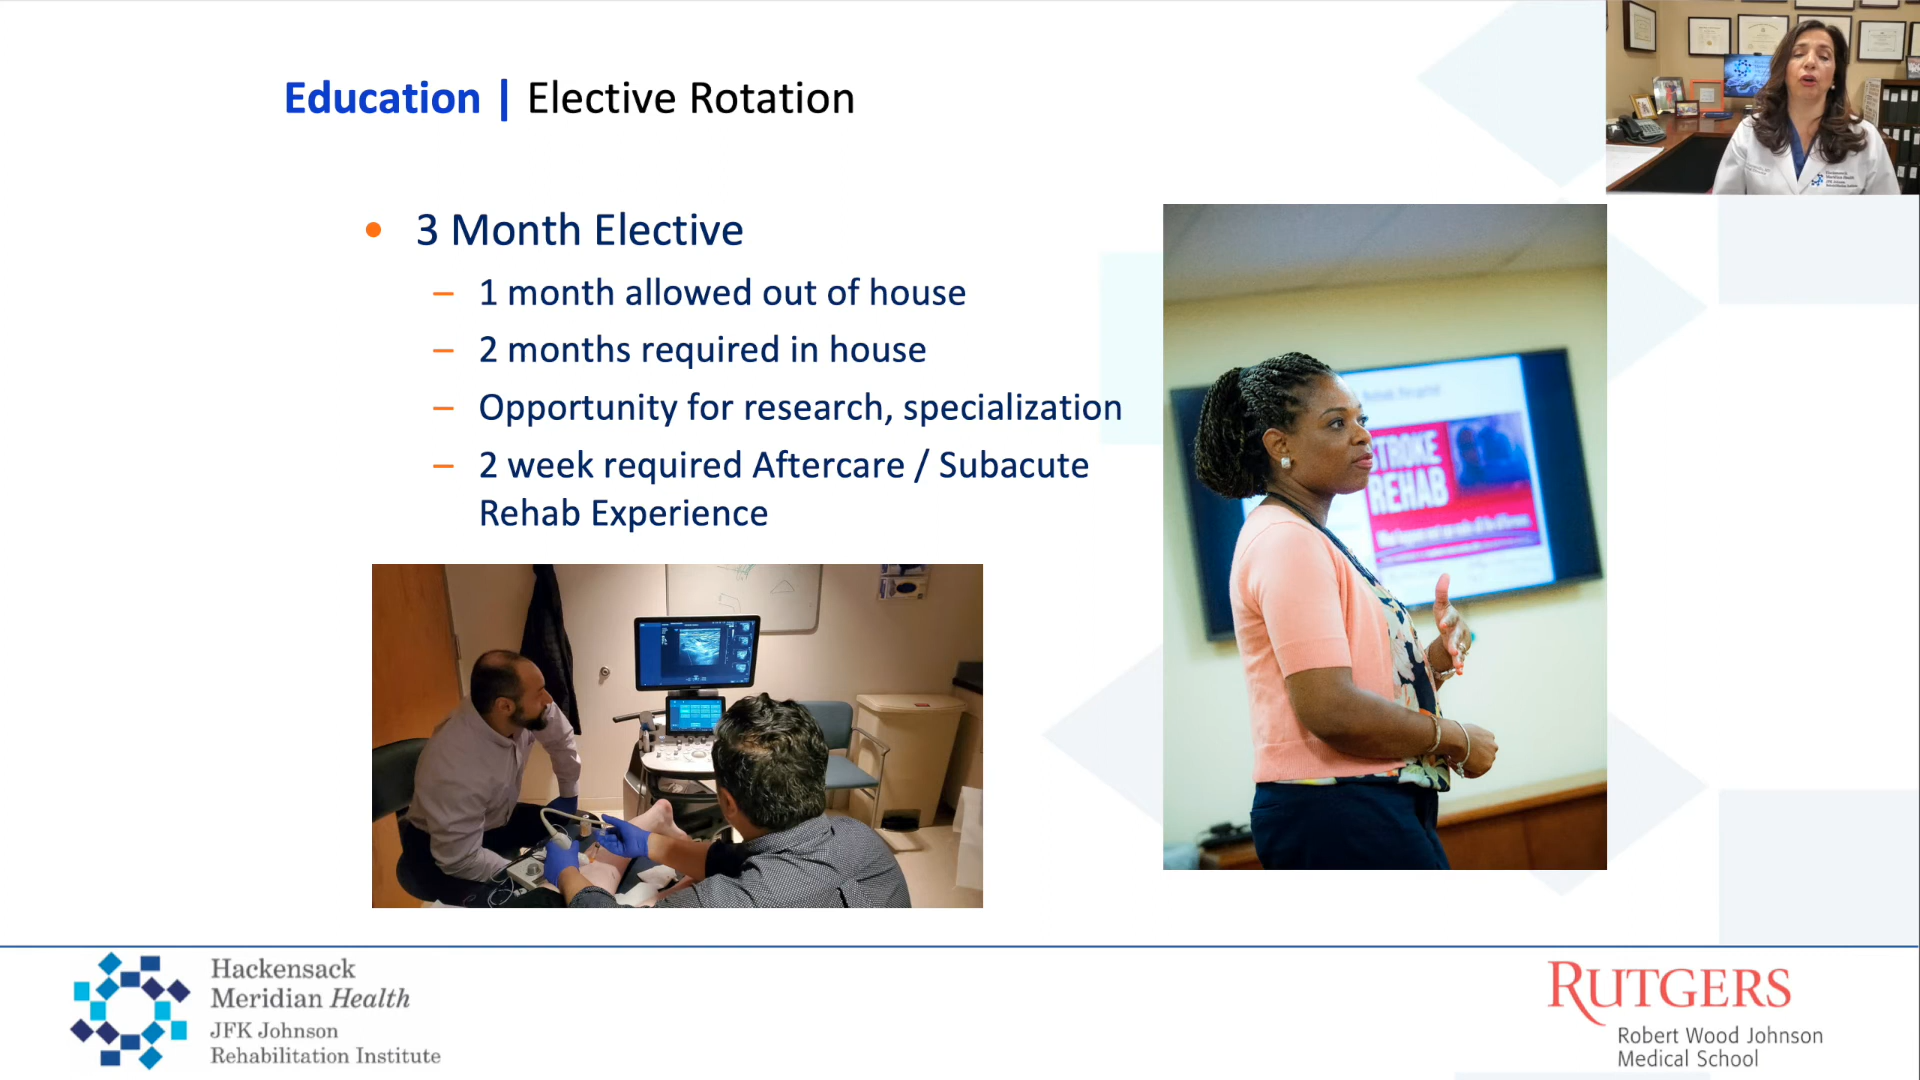 Education | Elective Rotation
• 3 Month Elective
– 1 month allowed out of house
– 2 months required in house
– Opportunity for research, specialization
– 2 week required Aftercare / Subacute
Rehab Experience
STROKE
REHAB
Hackensack
Meridian Health
JFK Johnson
Rehabilitation Institute
RUTGERS
Robert Wood Johnson
Medical School